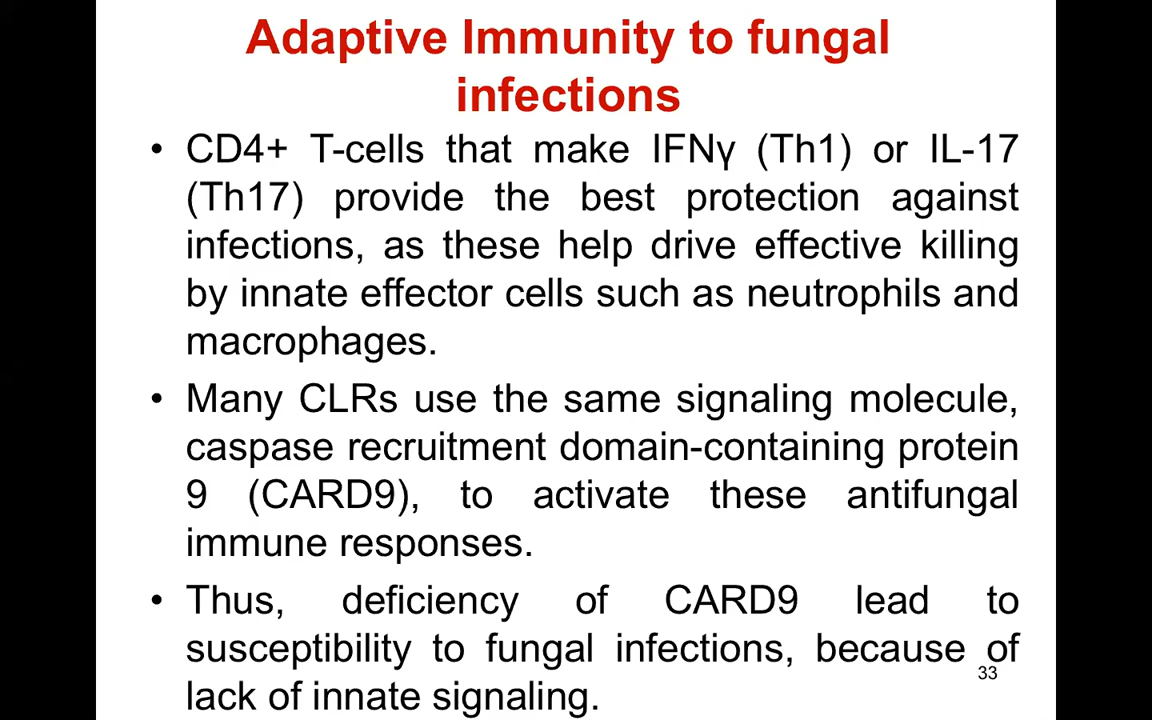 Adaptive Immunity to fungal
infections
• CD4+ T-cells that make IFNγ (Th1) or IL-17
(Th17) provide the best protection against
infections, as these help drive effective killing
by innate effector cells such as neutrophils and
macrophages.
• Many CLRs use the same signaling molecule,
caspase recruitment domain-containing protein
9 (CARD9), to activate these antifungal
immune responses.
• Thus, deficiency of CARD9 lead to
susceptibility to fungal infections, because of
lack of innate signaling.
33